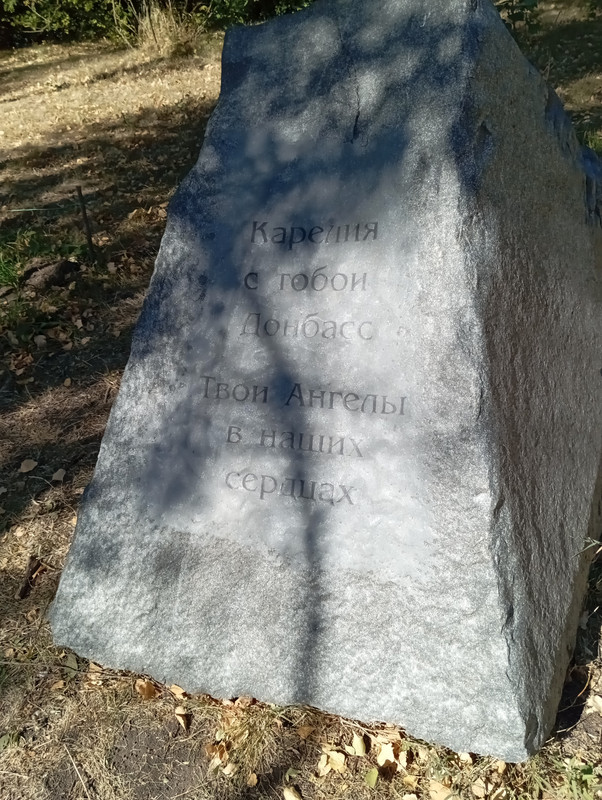 Карелия
с тобой
Донбасс
Твои Ангелы
в наших
сердцах